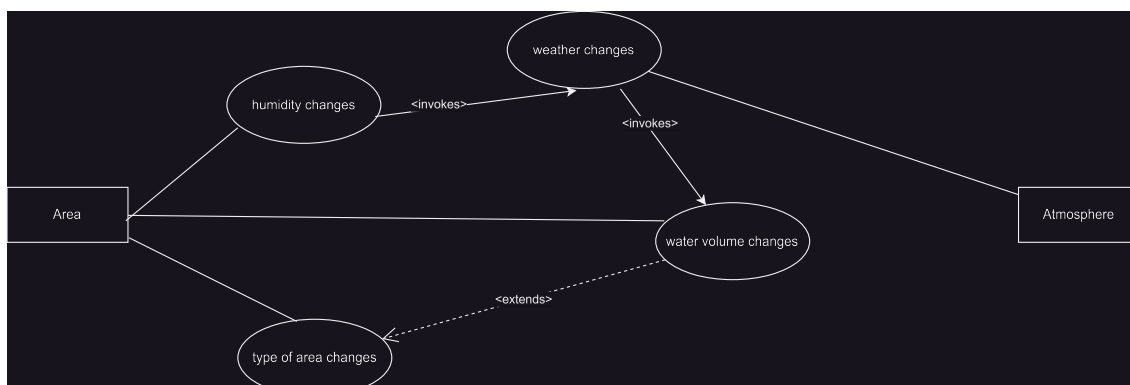 weather changes
humidity changes
<invokes>
<invokes>
Area
Atmosphere
water volume changes
<extends>
type of area changes